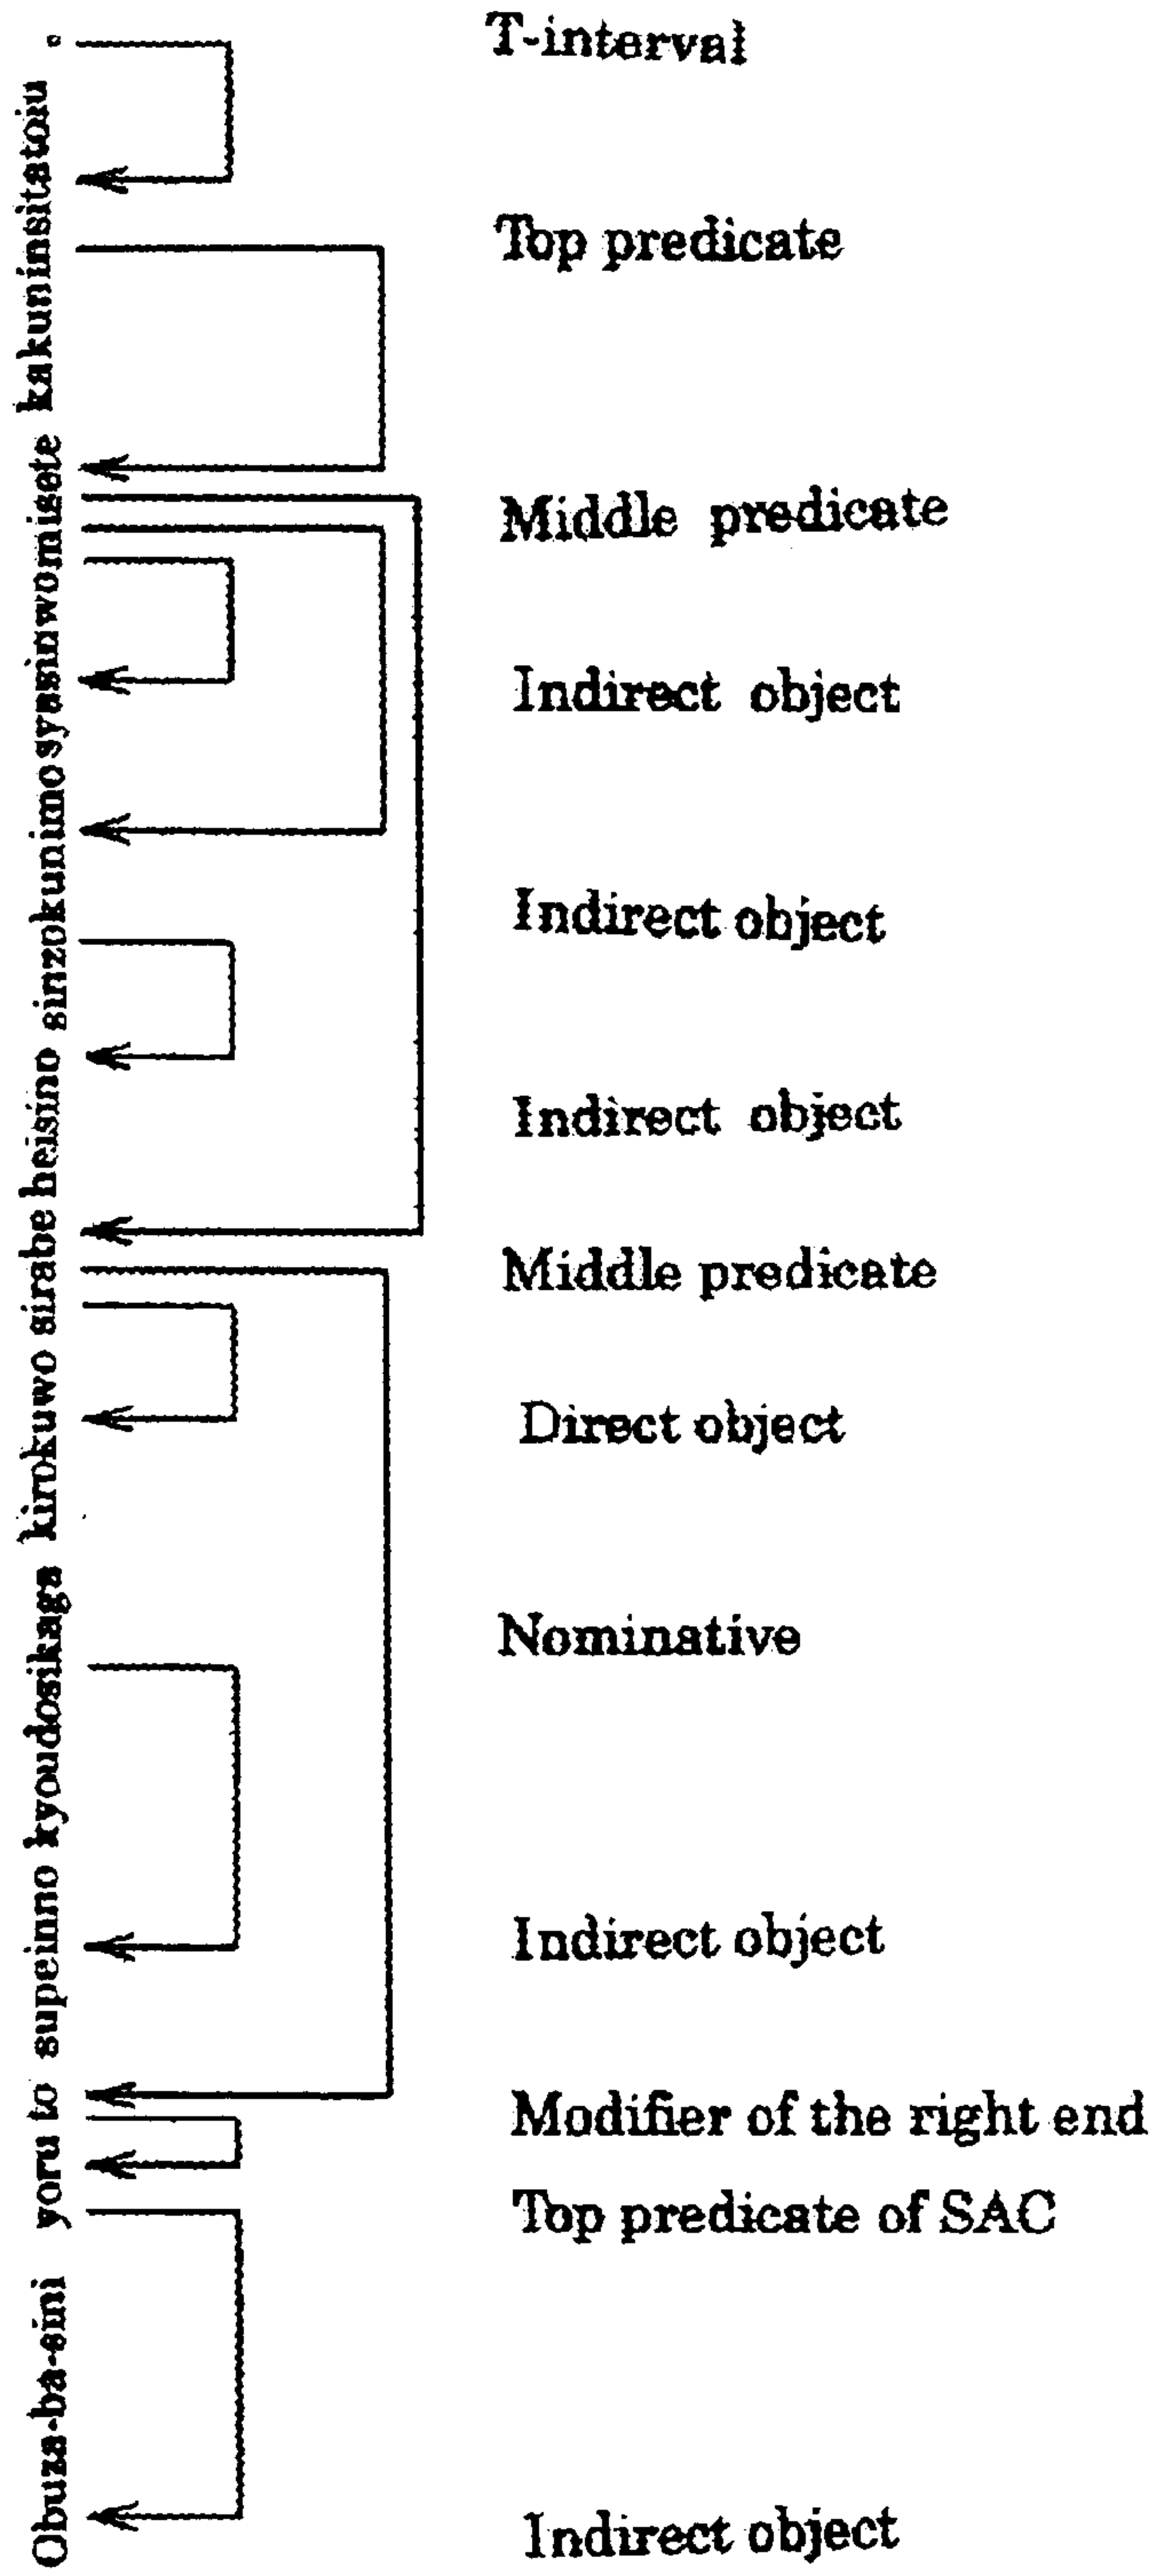 Obuza-ba-sini yoru to supeinno kyoudosikaga kirokuwo sirabe heisino sinzokunimo syasinwomisete kakuninsitatoiu 。
T-interval
Top predicate
Middle predicate
Indirect object
Indirect object
Indirect object
Middle predicate
Direct object
Nominative
Indirect object
Modifier of the right end
Top predicate of SAC
Indirect object